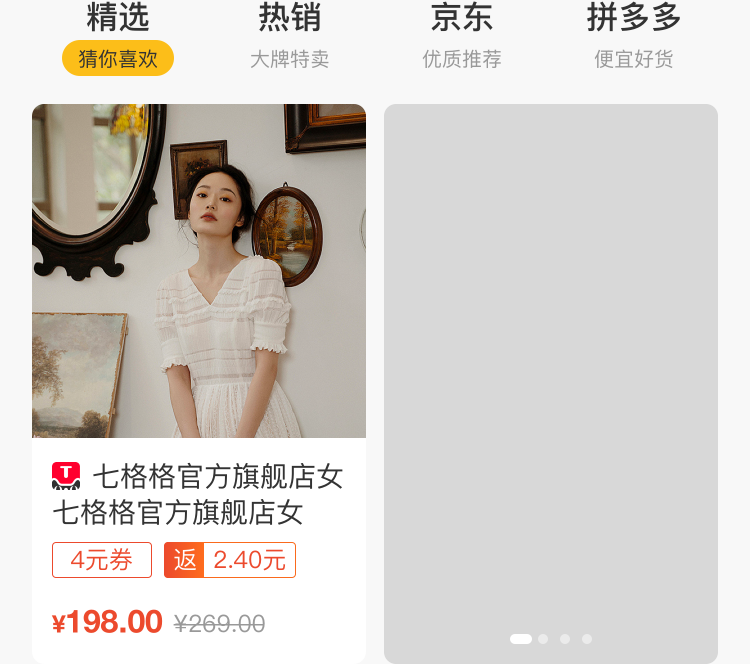 精选 热销 京东 拼多多
猜你喜欢 大牌特卖 优质推荐 便宜好货
T 七格格官方旗舰店女
七格格官方旗舰店女
4元券 返 2.40元
¥198.00 ¥269.00